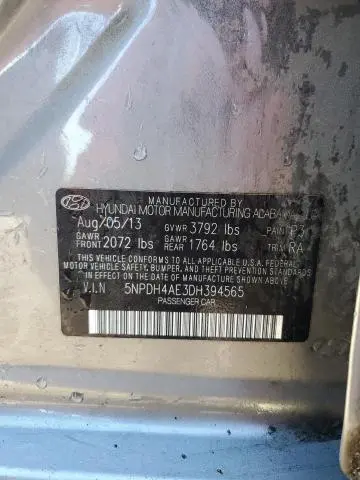 MANUFACTURED BY
HYUNDAI MOTOR MANUFACTURING
Aug/05/13 GVWR 3792 lbs PAINT P3
GAWR FRONT 2072 lbs GAWR REAR 1764 lbs TRIM RA
THIS VEHICLE CONFORMS TO ALL APPLICABLE U.S.A. FEDERAL
MOTOR VEHICLE SAFETY, BUMPER, AND THEFT PREVENTION
STANDARDS IN EFFECT ON THE DATE OF MANUFACTURE SHOWN ABOVE.
V.I.N 5NPDH4AE3DH394565
PASSENGER CAR